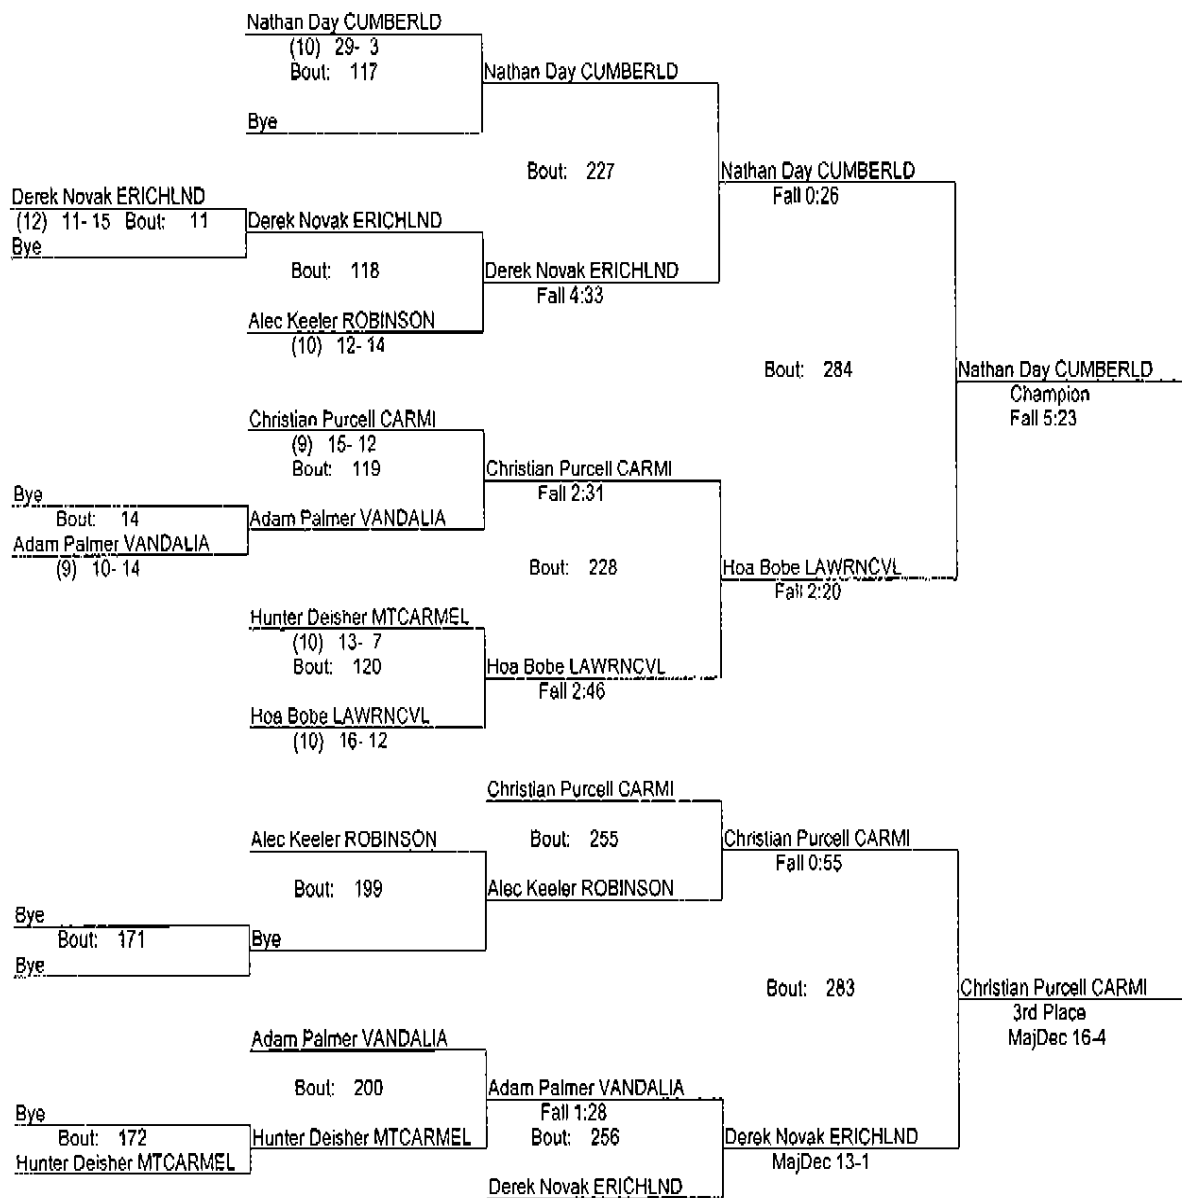 Nathan Day CUMBERLD
(10) 29- 3
Bout: 117
Nathan Day CUMBERLD
Bye
Bout: 227
Nathan Day CUMBERLD
Fall 0:26
Derek Novak ERICHLND
(12) 11- 15 Bout: 11
Bye
Derek Novak ERICHLND
Bout: 118
Derek Novak ERICHLND
Fall 4:33
Alec Keeler ROBINSON
(10) 12- 14
Bout: 284
Nathan Day CUMBERLD
Champion
Fall 5:23
Christian Purcell CARMI
(9) 15- 12
Bout: 119
Christian Purcell CARMI
Fall 2:31
Bye
Bout: 14
Adam Palmer VANDALIA
(9) 10- 14
Adam Palmer VANDALIA
Bout: 228
Hoa Bobe LAWRNCVL
Fall 2:20
Hunter Deisher MTCARMEL
(10) 13- 7
Bout: 120
Hoa Bobe LAWRNCVL
Fall 2:46
Hoa Bobe LAWRNCVL
(10) 16- 12
Christian Purcell CARMI
Bout: 255
Christian Purcell CARMI
Fall 0:55
Alec Keeler ROBINSON
Bout: 199
Alec Keeler ROBINSON
Bye
Bout: 171
Bye
Bye
Bout: 283
Christian Purcell CARMI
3rd Place
MajDec 16-4
Adam Palmer VANDALIA
Bout: 200
Adam Palmer VANDALIA
Fall 1:28
Bout: 256
Bye
Bout: 172
Hunter Deisher MTCARMEL
Hunter Deisher MTCARMEL
Derek Novak ERICHLND
MajDec 13-1
Derek Novak ERICHLND